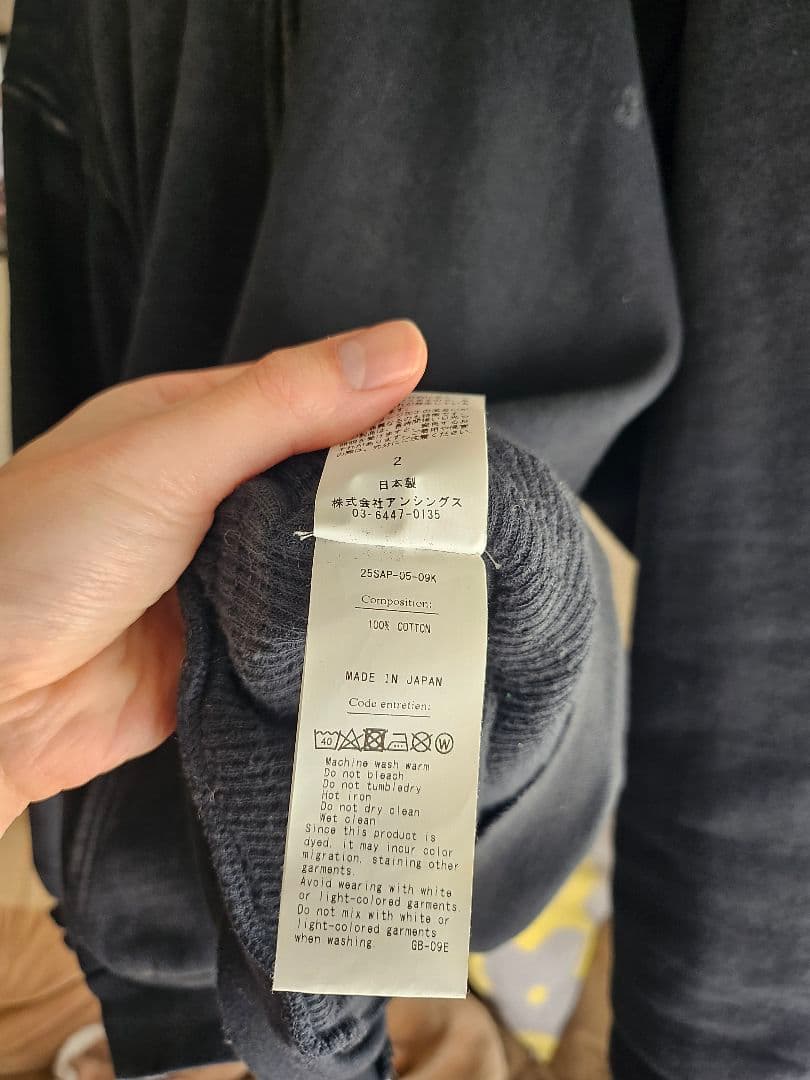 2
日本製
株式会社アンシングス
03-6447-0135
25SAP-05-09K
Composition:
100% COTTON
MADE IN JAPAN
Code entretien:
40 W
Machine wash warm
Do not bleach
Do not tumbledry
Hot iron
Do not dry clean
Wet clean
Since this product is
dyed, it may incur color
migration, staining other
garments.
Avoid wearing with white
or light-colored garments.
Do not mix with white or
light-colored garments
when washing. GB-09E